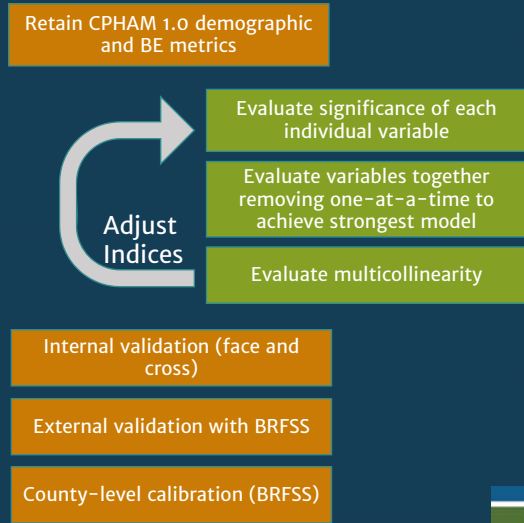 Retain CPHAM 1.0 demographic
and BE metrics
Evaluate significance of each
individual variable
Evaluate variables together
removing one-at-a-time to
achieve strongest model
Adjust
Indices
Evaluate multicollinearity
Internal validation (face and
cross)
External validation with BRFSS
County-level calibration (BRFSS)